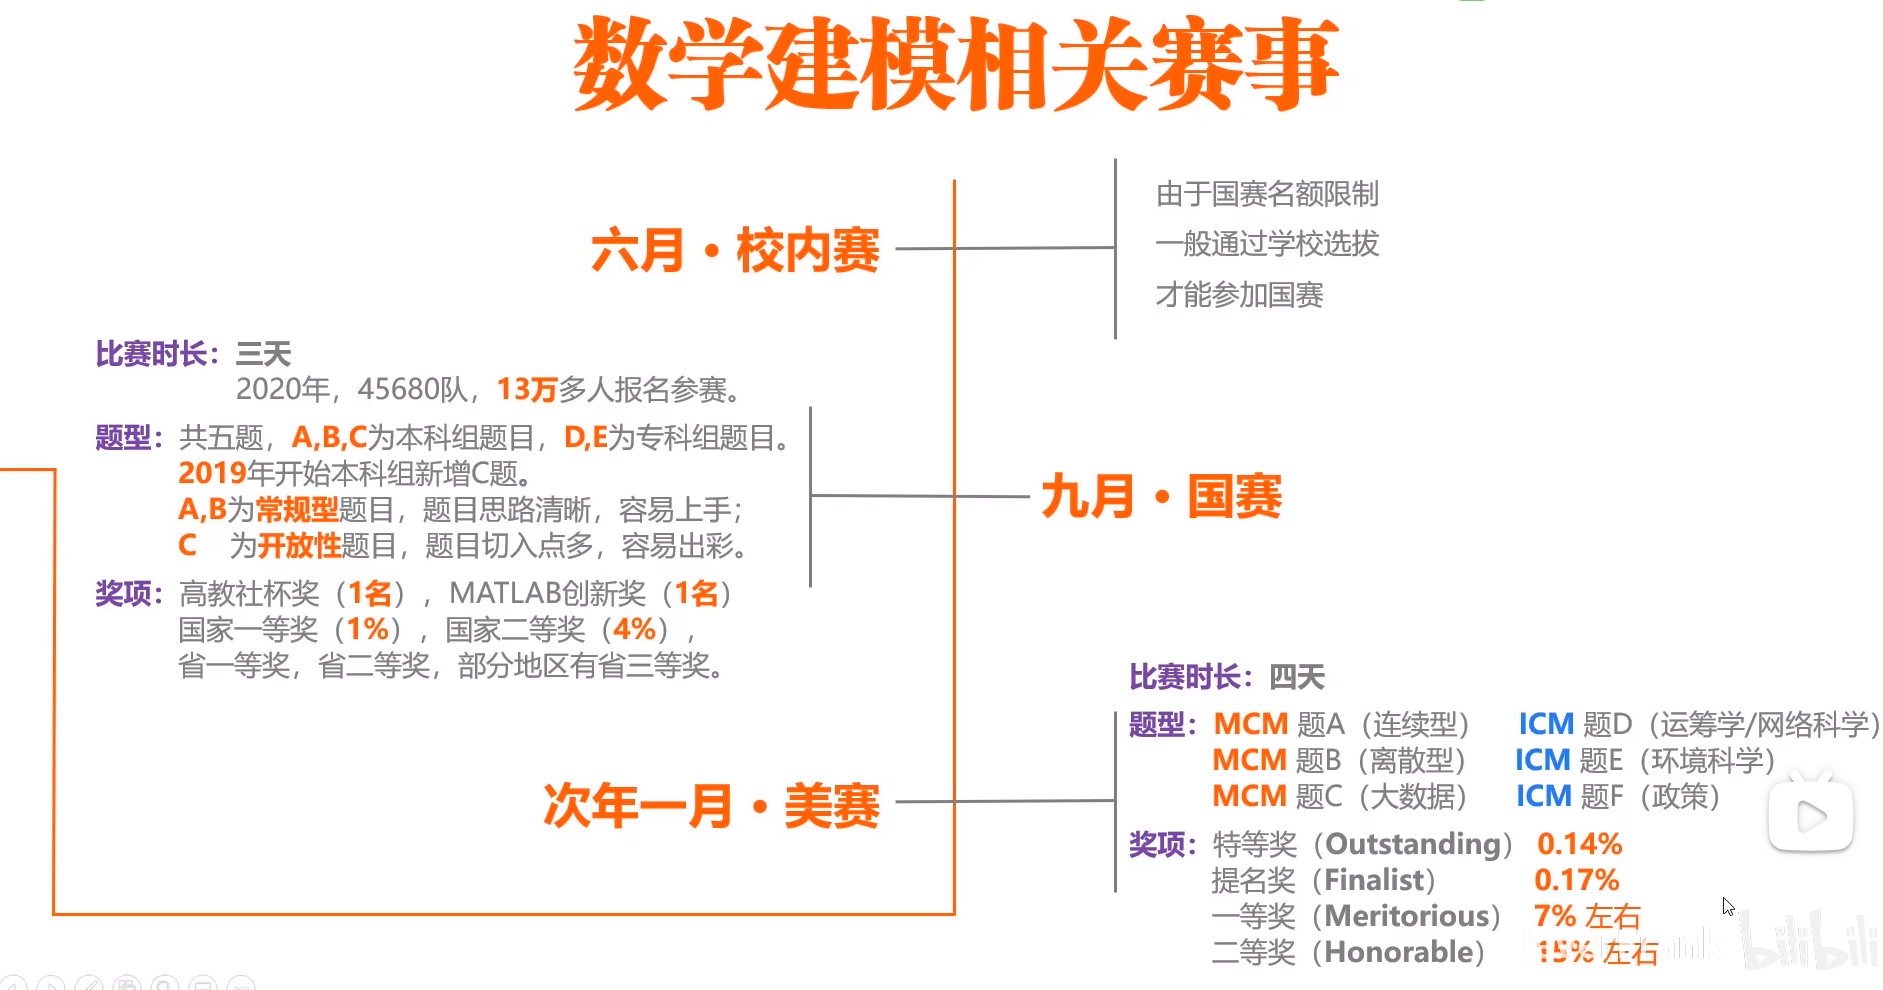 数学建模相关赛事
六月·校内赛
由于国赛名额限制
一般通过学校选拔
才能参加国赛
比赛时长：三天
2020年，45680队，13万多人报名参赛。
题型：共五题，A,B,C为本科组题目，D,E为专科组题目。
2019年开始本科组新增C题。
A,B为常规型题目，题目思路清晰，容易上手；
C 为开放性题目，题目切入点多，容易出彩。
奖项：高教社杯奖（1名），MATLAB创新奖（1名）
国家一等奖（1%），国家二等奖（4%），
省一等奖，省二等奖，部分地区有省三等奖。
九月·国赛
次年一月·美赛
比赛时长：四天
题型：MCM 题A（连续型） ICM 题D（运筹学/网络科学）
MCM 题B（离散型） ICM 题E（环境科学）
MCM 题C（大数据） ICM 题F（政策）
奖项：特等奖（Outstanding） 0.14%
提名奖（Finalist） 0.17%
一等奖（Meritorious） 7% 左右
二等奖（Honorable） 15% 左右
bilibili